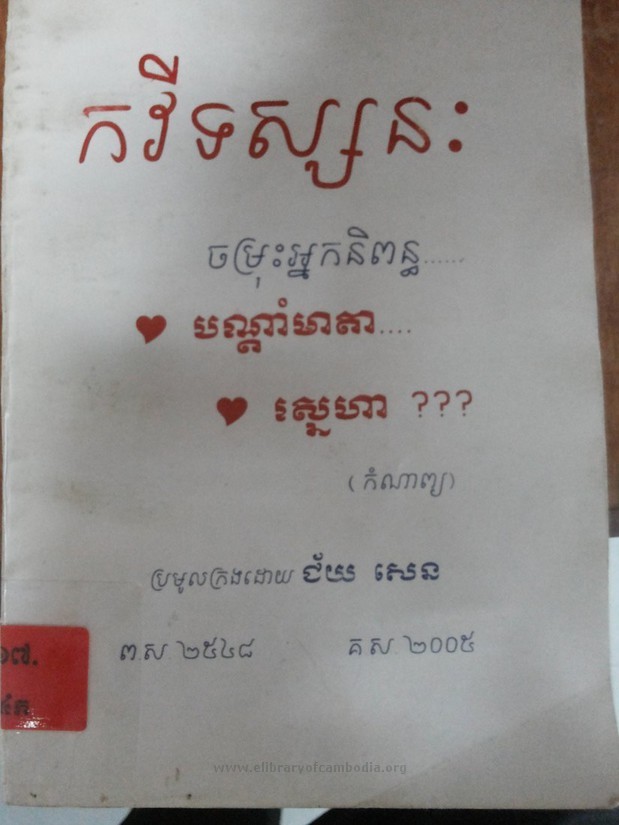 កវីទស្សនៈ
ចម្រុះអ្នកនិពន្ធ......
បណ្ដាំមាតា....
ស្នេហា ???
(កំណាព្យ)
ប្រមូលក្រងដោយ ជ័យ សេន
ព.ស. ២៥៤៨ គ.ស. ២០០៥
១៧.
www.elibraryofcambodia.org